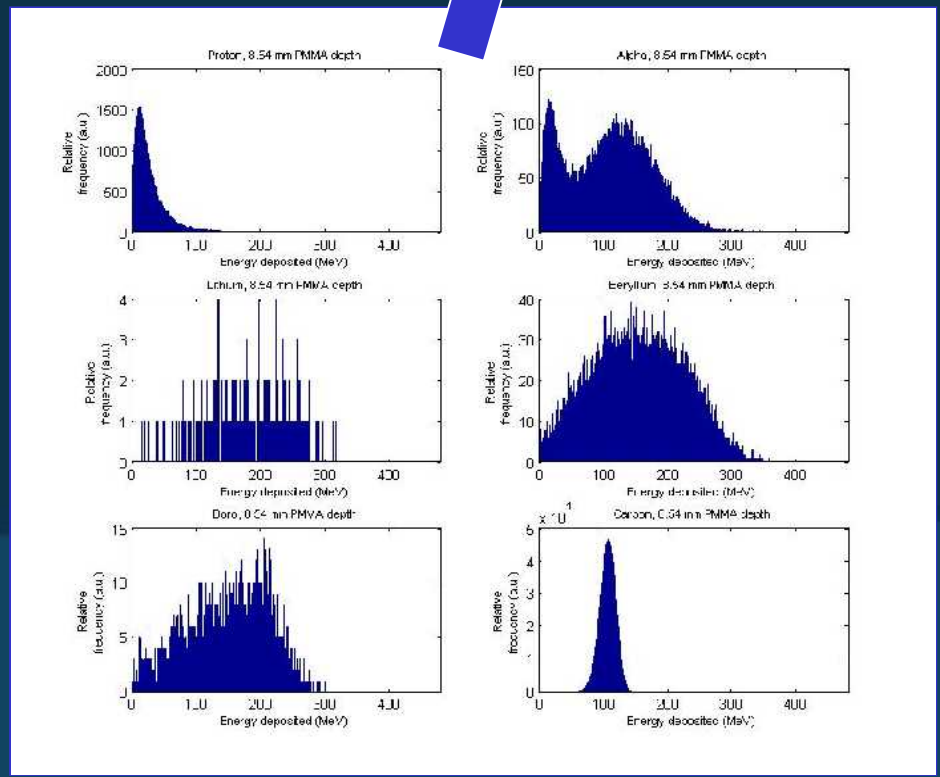 Proton, 8.54 mm PMMA depth
2000
1500
1000
500
0
Relative
frequency (a.u.)
0 100 200 300 400
Energy deposited (MeV)
Alpha, 8.54 mm PMMA depth
150
100
50
0
Relative
frequency (a.u.)
0 100 200 300 400
Energy deposited (MeV)
Lithium, 8.54 mm PMMA depth
4
3
2
1
0
Relative
frequency (a.u.)
0 100 200 300 400
Energy deposited (MeV)
Beryllium, 8.54 mm PMMA depth
40
30
20
10
0
Relative
frequency (a.u.)
0 100 200 300 400
Energy deposited (MeV)
Boro, 8.54 mm PMMA depth
15
10
5
0
Relative
frequency (a.u.)
0 100 200 300 400
Energy deposited (MeV)
Carbon, 8.54 mm PMMA depth
x 10
5
4
3
2
1
0
Relative
frequency (a.u.)
0 100 200 300 400
Energy deposited (MeV)